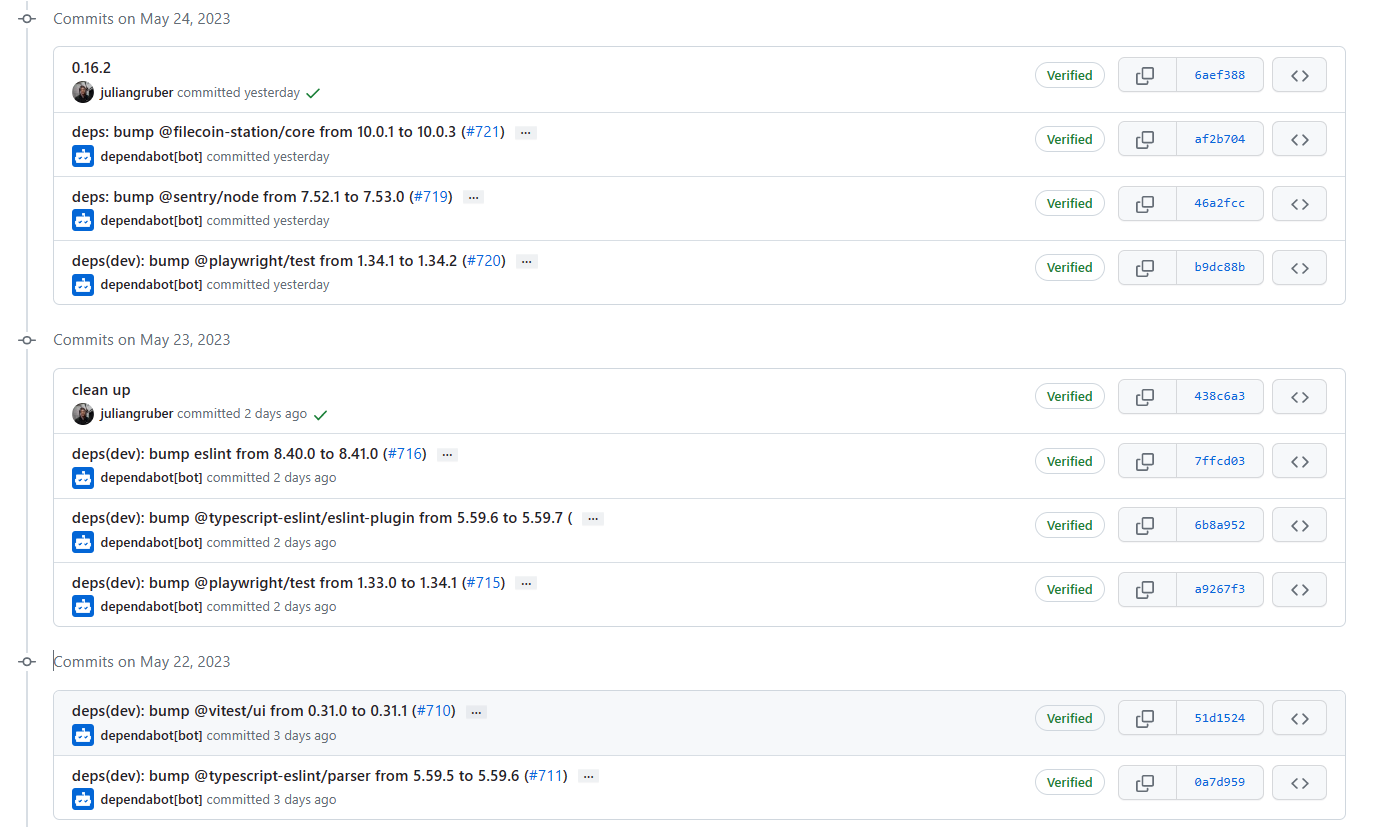 Commits on May 24, 2023
0.16.2
juliangruber committed yesterday
Verified
6aef388
deps: bump @filecoin-station/core from 10.0.1 to 10.0.3 (#721) ...
dependabot[bot] committed yesterday
Verified
af2b704
deps: bump @sentry/node from 7.52.1 to 7.53.0 (#719) ...
dependabot[bot] committed yesterday
Verified
46a2fcc
deps(dev): bump @playwright/test from 1.34.1 to 1.34.2 (#720) ...
dependabot[bot] committed yesterday
Verified
b9dc88b
Commits on May 23, 2023
clean up
juliangruber committed 2 days ago
Verified
438c6a3
deps(dev): bump eslint from 8.40.0 to 8.41.0 (#716) ...
dependabot[bot] committed 2 days ago
Verified
7ffcd03
deps(dev): bump @typescript-eslint/eslint-plugin from 5.59.6 to 5.59.7 ( ...
dependabot[bot] committed 2 days ago
Verified
6b8a952
deps(dev): bump @playwright/test from 1.33.0 to 1.34.1 (#715) ...
dependabot[bot] committed 2 days ago
Verified
a9267f3
Commits on May 22, 2023
deps(dev): bump @vitest/ui from 0.31.0 to 0.31.1 (#710) ...
dependabot[bot] committed 3 days ago
Verified
51d1524
deps(dev): bump @typescript-eslint/parser from 5.59.5 to 5.59.6 (#711) ...
dependabot[bot] committed 3 days ago
Verified
0a7d959